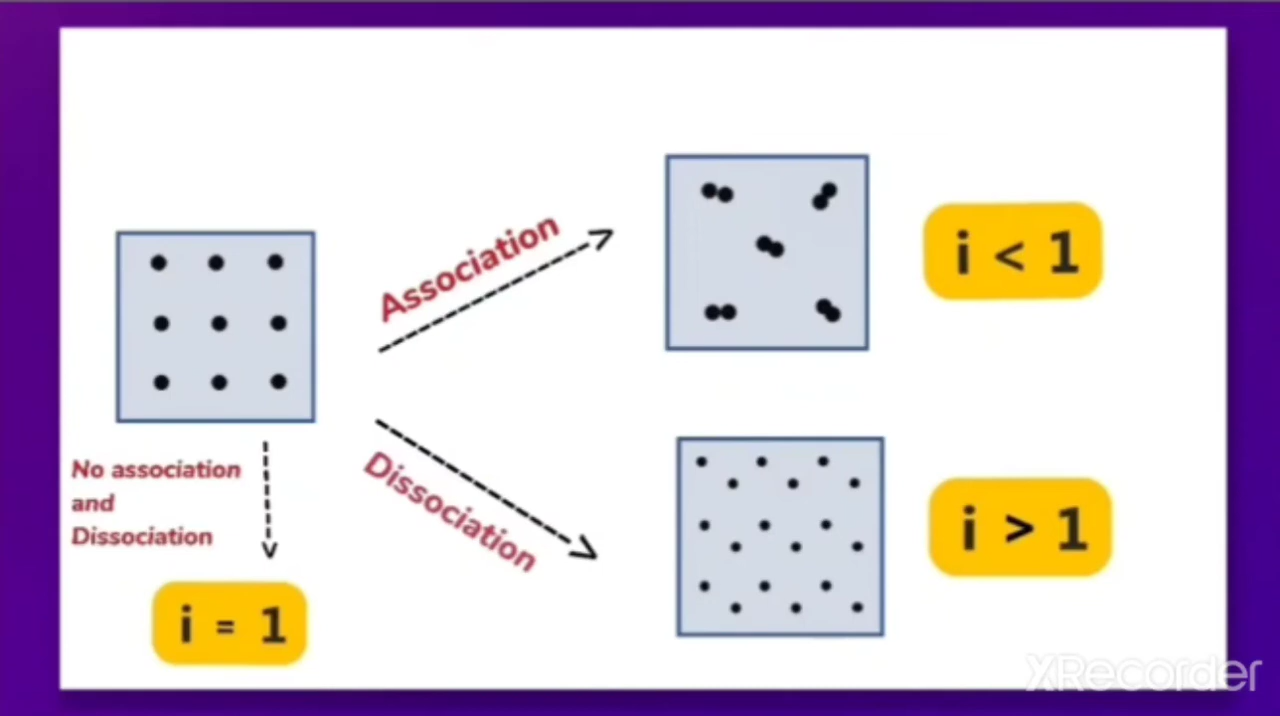 Association
i < 1
No association
and
Dissociation
Dissociation
i = 1
i > 1
XRecorder